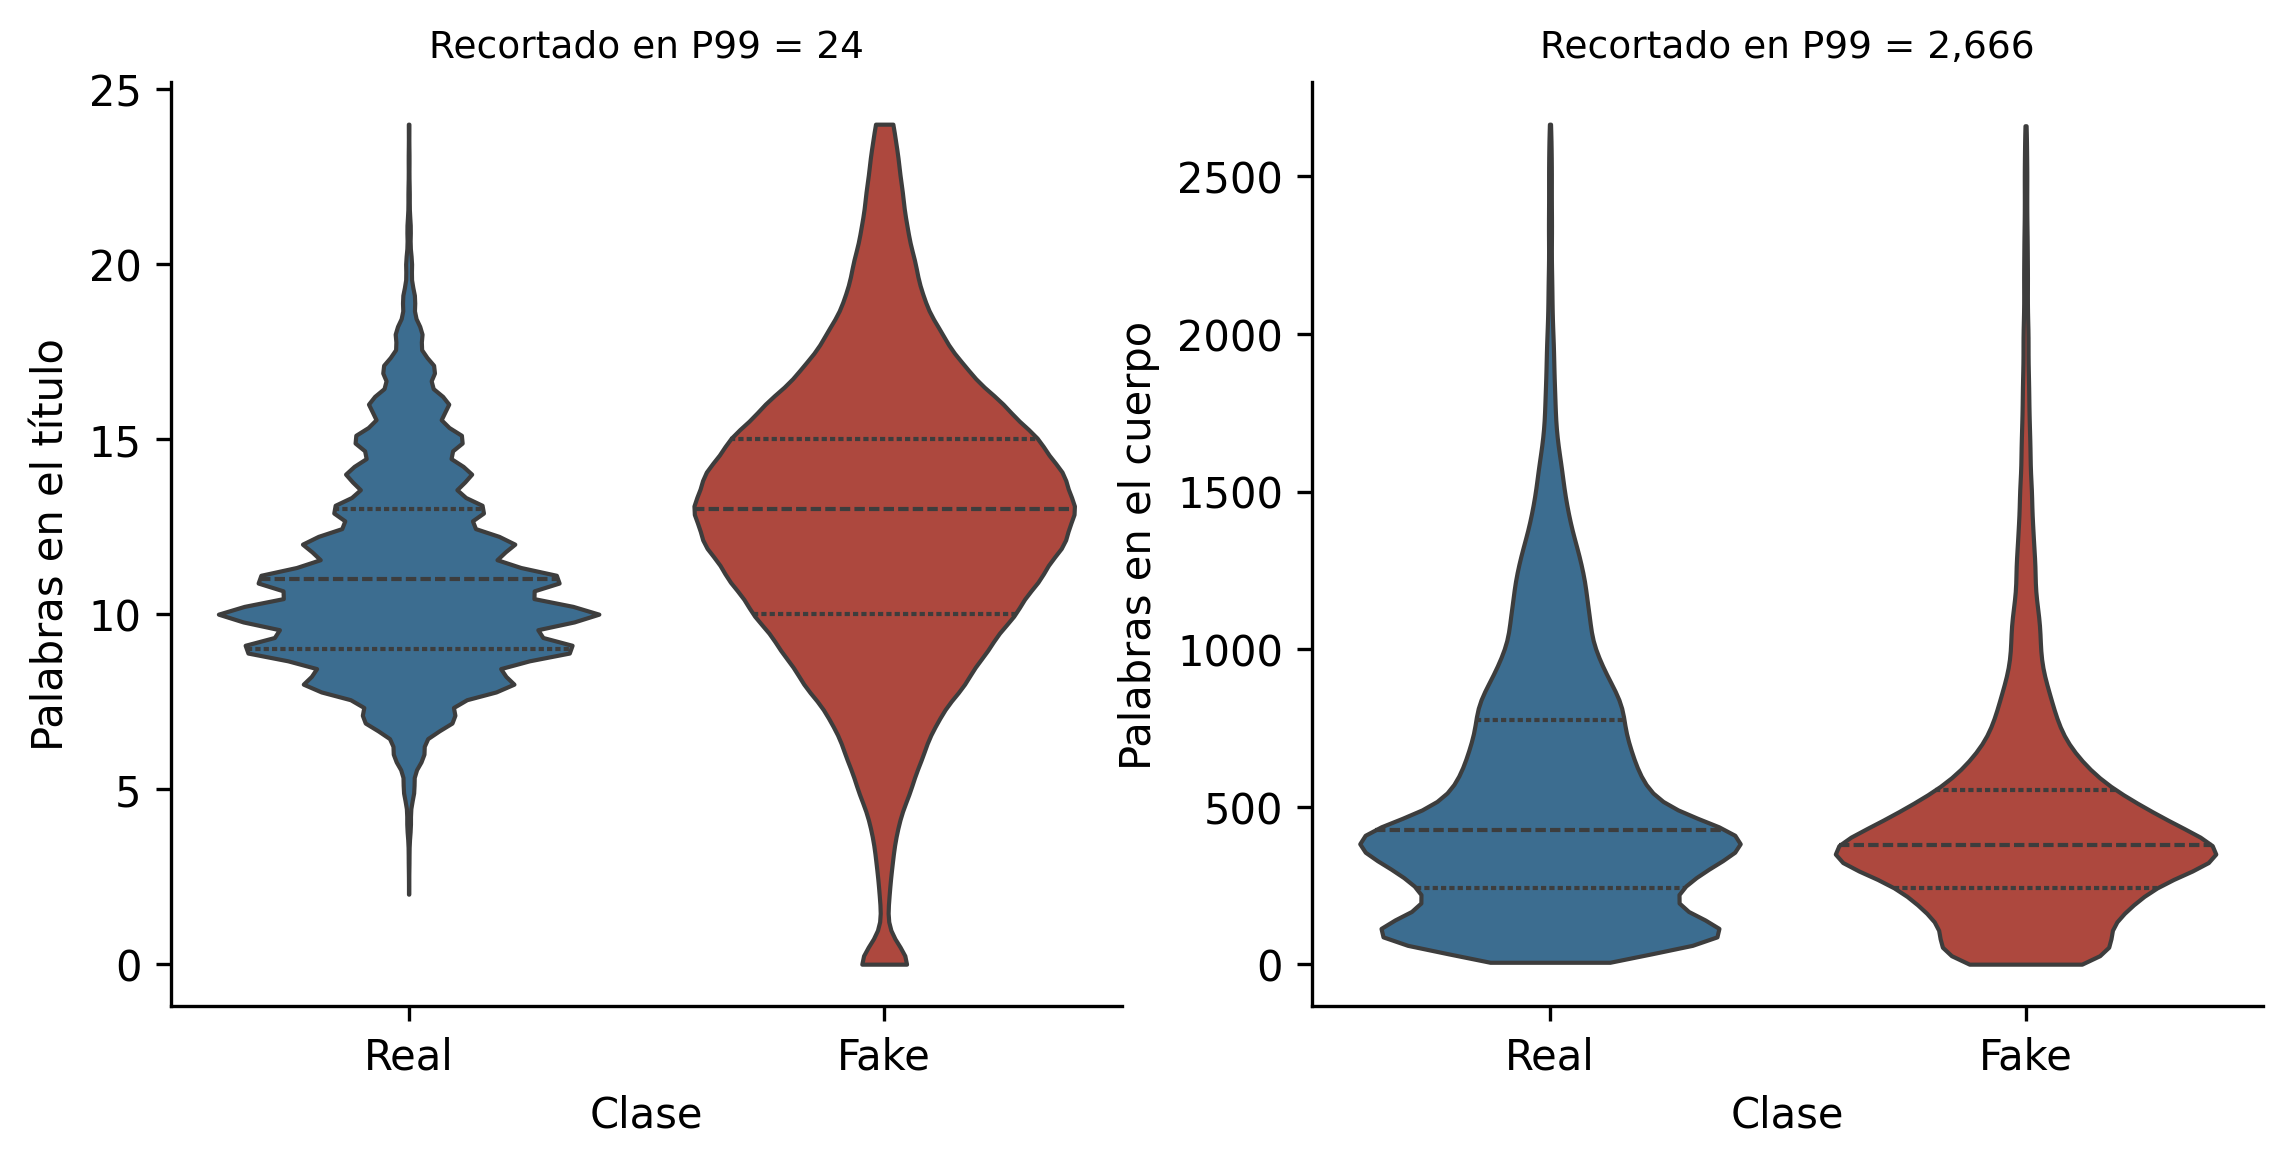 Recortado en P99 = 24
Palabras en el título
25
20
15
10
5
0
Real
Fake
Clase
Recortado en P99 = 2,666
Palabras en el cuerpo
2500
2000
1500
1000
500
0
Real
Fake
Clase